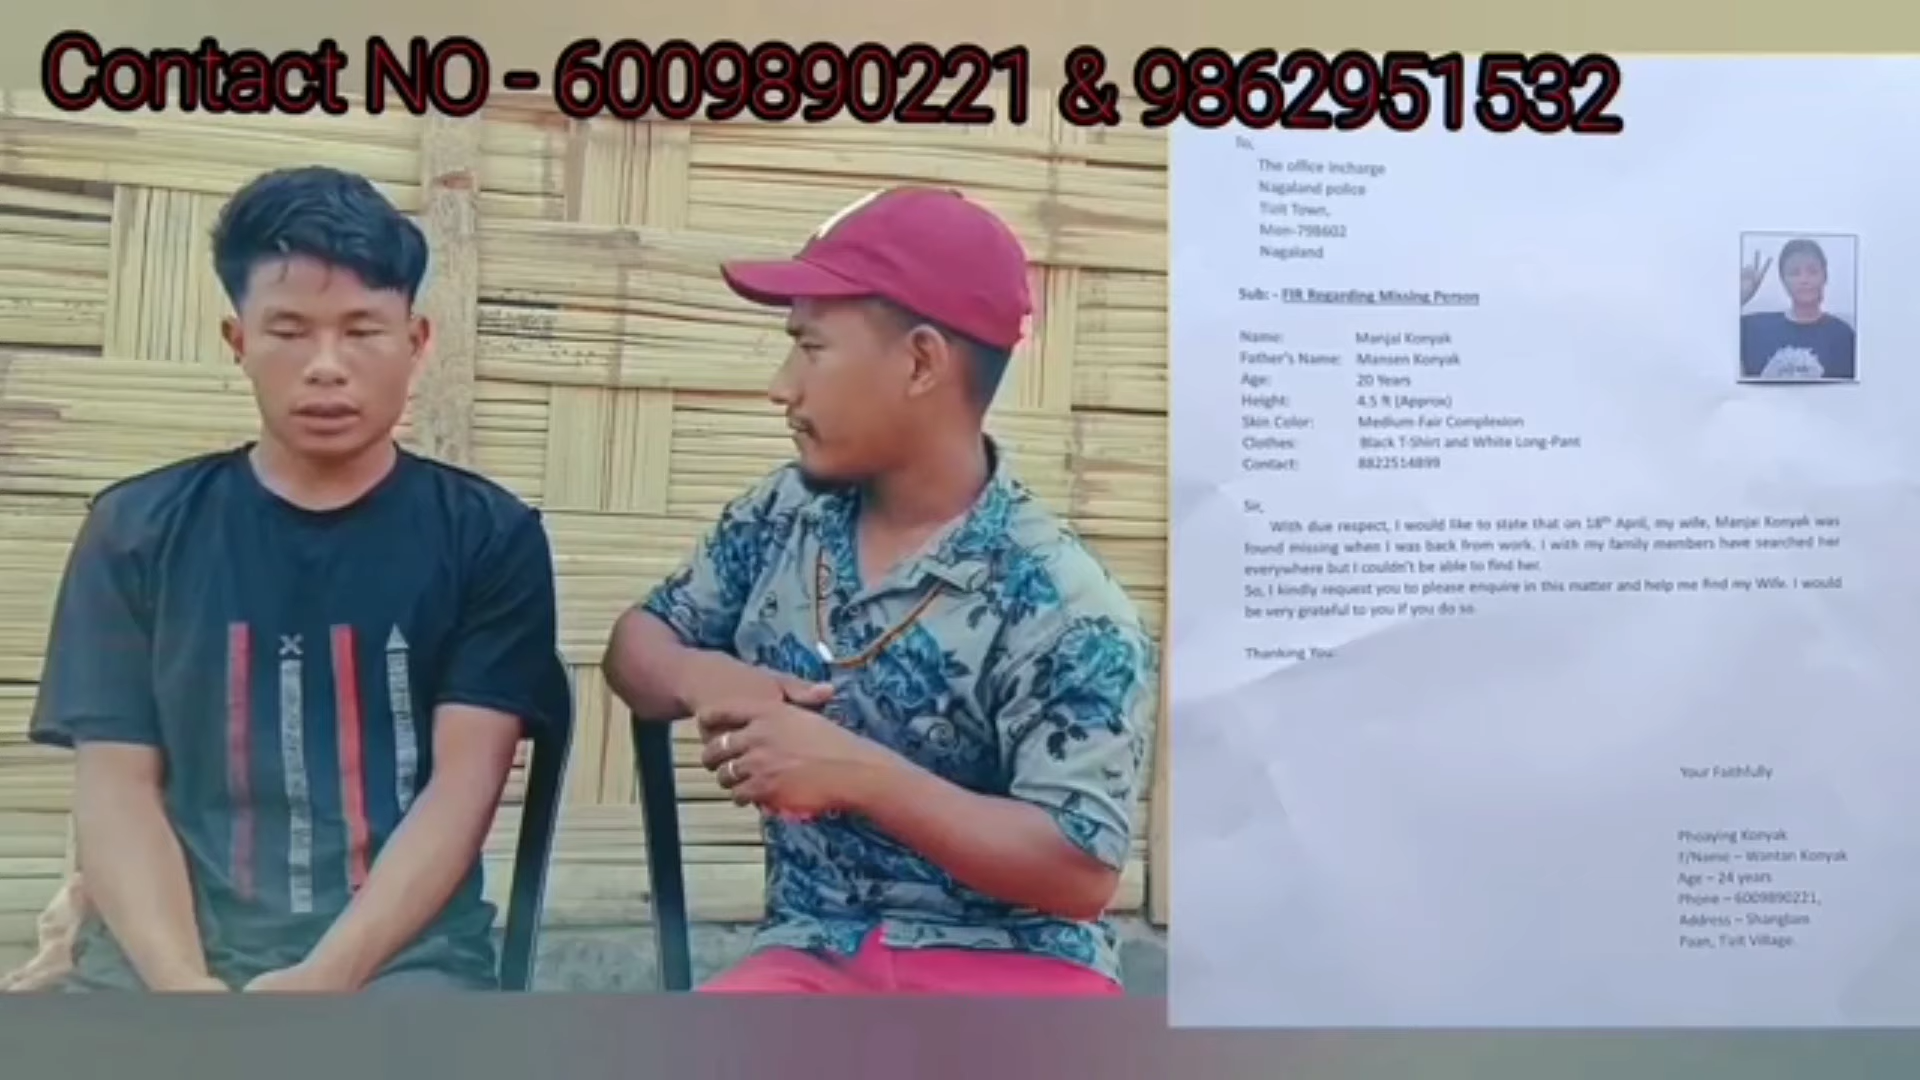 Contact NO - 6009890221 & 9862951532
To,
The office incharge
Nagaland police
Tizit Town,
Mon-798602
Nagaland
Sub: - FIR Regarding Missing Person
Name: Manjai Konyak
Father's Name: Mansen Konyak
Age: 20 Years
Height: 4.5 ft (Approx)
Skin Color: Medium Fair Complexion
Clothes: Black T-Shirt and White Long-Pant
Contact: 8822514899
Sir,
With due respect, I would like to state that on 18th April, my wife, Manjai Konyak was
found missing when I was back from work. I with my family members have searched her
everywhere but I couldn't be able to find her.
So, I kindly request you to please enquire in this matter and help me find my Wife. I would
be very grateful to you if you do so.
Thanking You
Your Faithfully
Phoaying Konyak
F/Name – Wantan Konyak
Age – 24 years
Phone – 6009890221,
Address – Shanglam
Puan, Tizit Village.